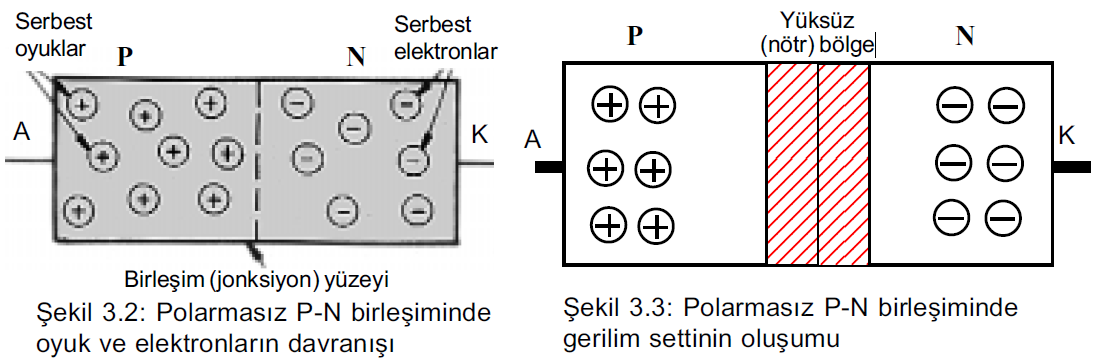 Serbest
oyuklar
P
N
Serbest
elektronlar
A
K
Birleşim (jonksiyon) yüzeyi
Şekil 3.2: Polarmasız P-N birleşiminde
oyuk ve elektronların davranışı
P
Yüksüz
(nötr) bölge
N
A
K
Şekil 3.3: Polarmasız P-N birleşiminde
gerilim settinin oluşumu